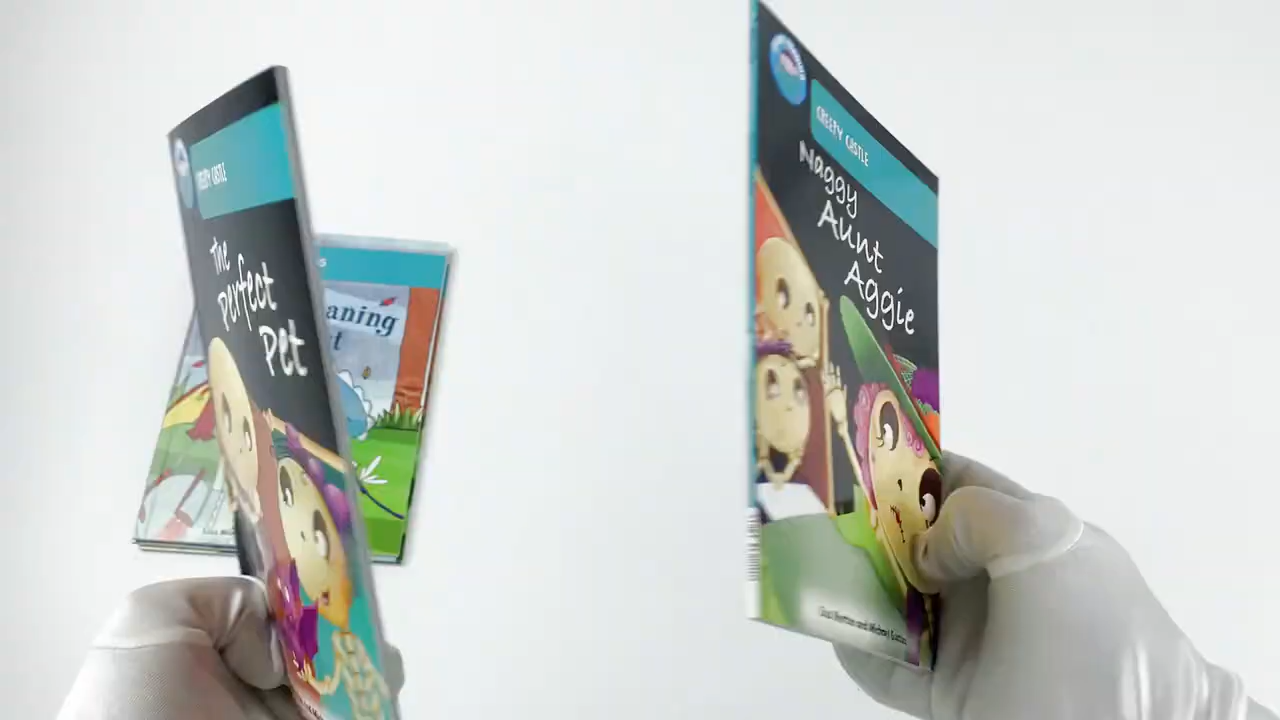 CREEPY CASTLE
The
perfect
Pet
aning
CREEPY CASTLE
Naggy
Aunt
Aggie